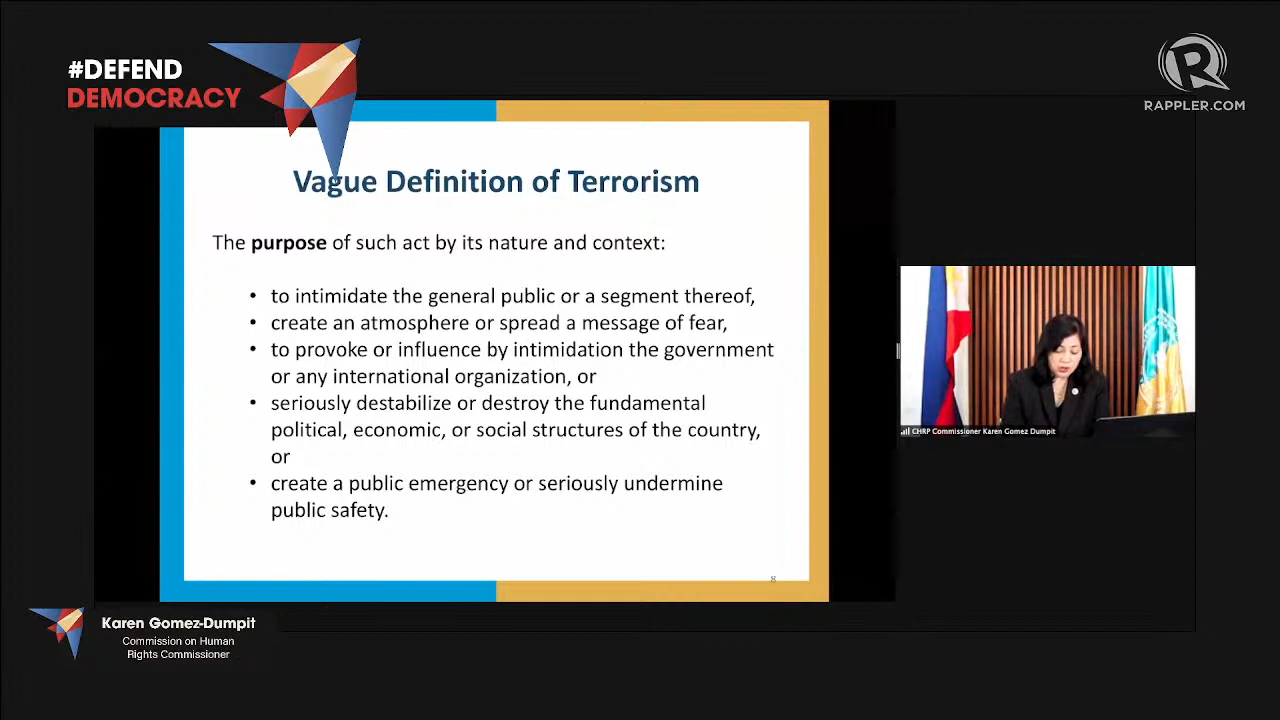 #DEFEND
DEMOCRACY
R
RAPPLER.COM
Vague Definition of Terrorism
The purpose of such act by its nature and context:
• to intimidate the general public or a segment thereof,
• create an atmosphere or spread a message of fear,
• to provoke or influence by intimidation the government
or any international organization, or
• seriously destabilize or destroy the fundamental
political, economic, or social structures of the country,
or
• create a public emergency or seriously undermine
public safety.
CHRP Commissioner Karen Gomez Dumpit
Karen Gomez-Dumpit
Commission on Human
Rights Commissioner